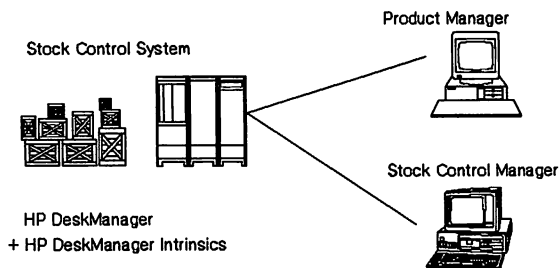 Product Manager
Stock Control System
Stock Control Manager
HP DeskManager
+ HP DeskManager Intrinsics